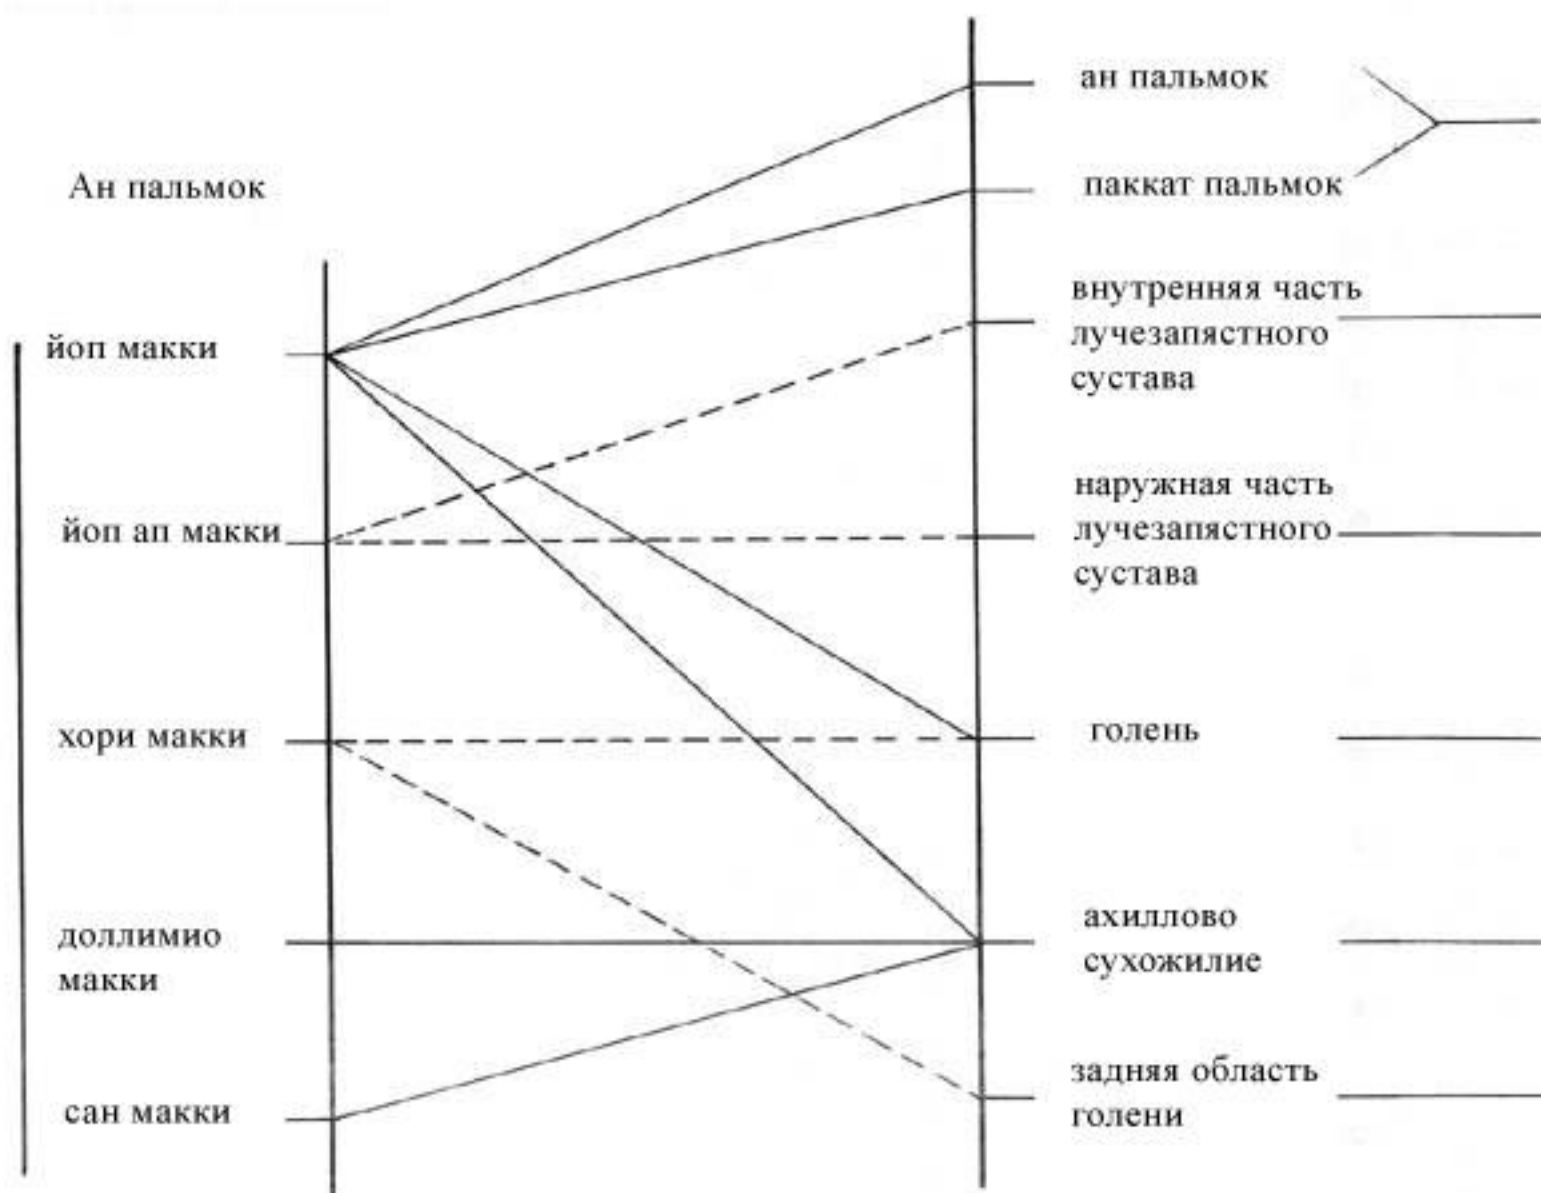 Ан пальмок
йоп макки
йоп ап макки
хори макки
доллимио
макки
сан макки
ан пальмок
паккат пальмок
внутренняя часть
лучезапястного
сустава
наружная часть
лучезапястного
сустава
голень
ахиллово
сухожилие
задняя область
голени